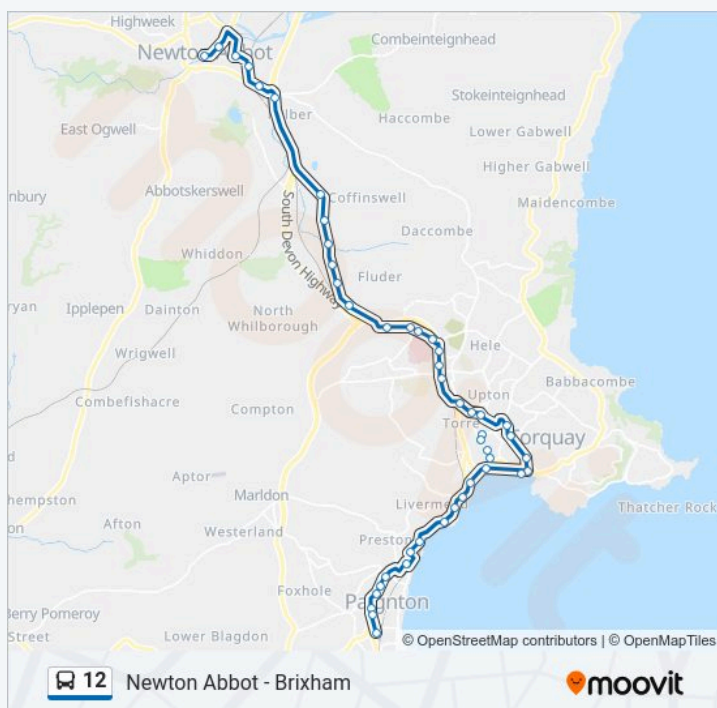 Highweek
Newton Abbot
Combeinteignhead
Stokeinteignhead
Haccombe
East Ogwell
Lower Gabwell
Higher Gabwell
Abbotskerswell
Coffinswell
Maidencombe
South Devon Highway
Daccombe
Whiddon
Fluder
Ipplepen
Dainton
North
Whilborough
Wrigwell
Hele
Babbacombe
Combefishacre
Upton
Compton
Torre
Torquay
Aptor
Marldon
Livermead
Thatcher Rock
Afton
Westerland
Preston
Foxhole
Paignton
Berry Pomeroy
Street
Lower Blagdon
© OpenStreetMap contributors | © OpenMapTiles
12 Newton Abbot - Brixham
moovit